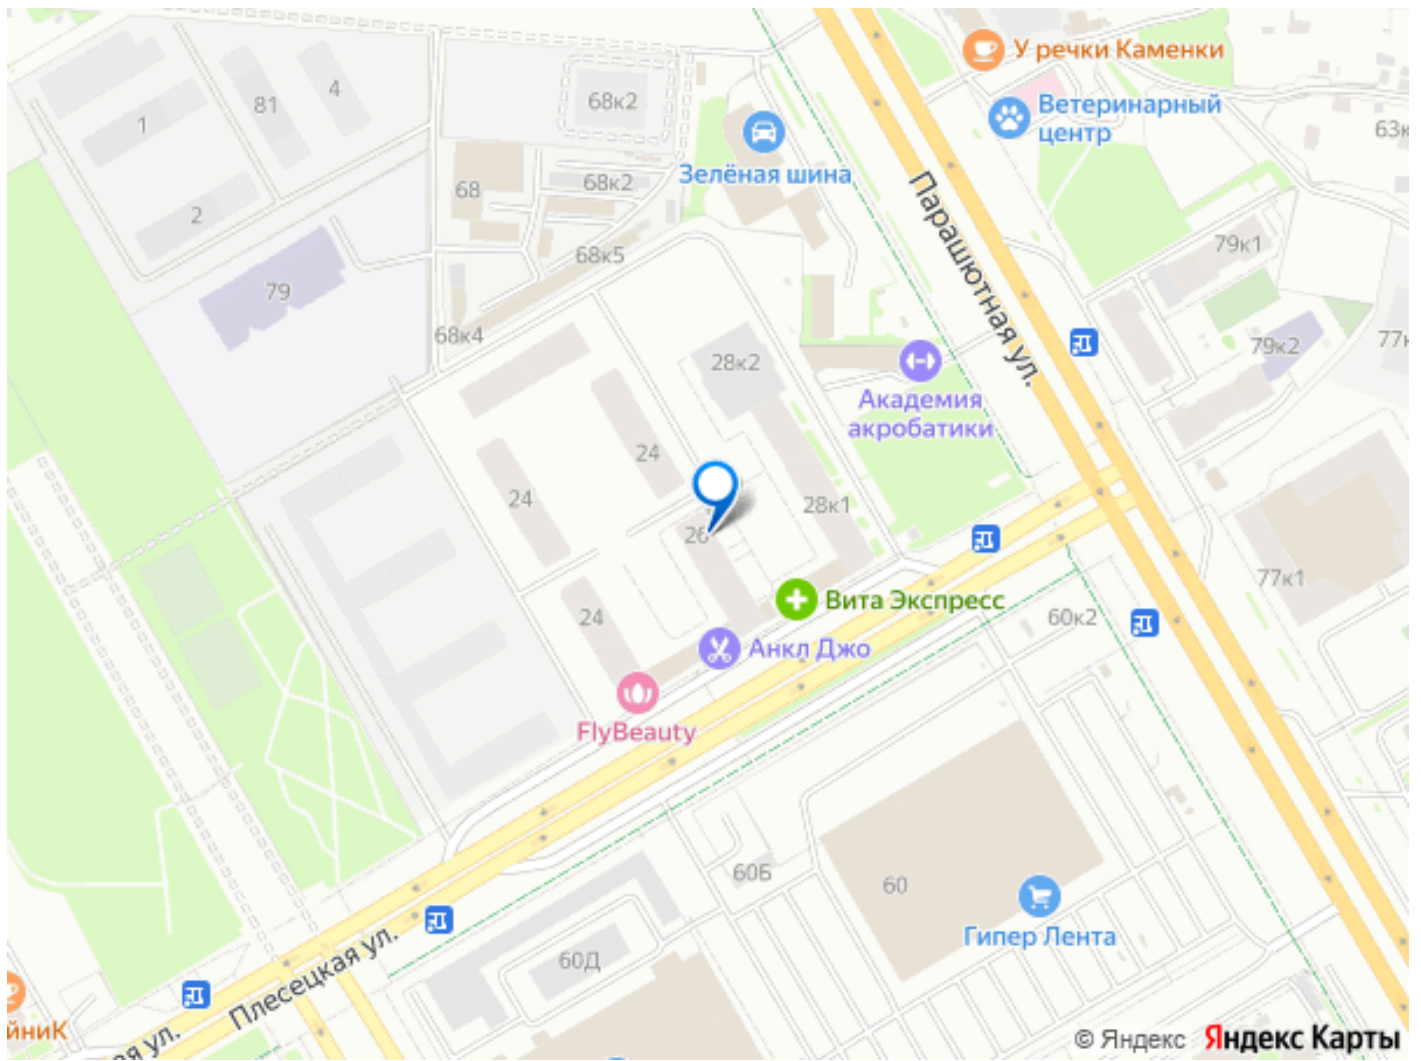 У речки Каменки
Ветеринарный
центр
63к
68к2
4
81
1
Зелёная шина
68
68к2
2
68к5
79
68к4
Парашютная ул.
79к1
79к2
77к
28к2
Академия
акробатики
24
24
26
28к1
77к1
Вита Экспресс
24
60к2
Анкл Джо
FlyBeauty
60Б
60
Гипер Лента
60Д
Плесецкая ул.
йниК
ая ул.
© Яндекс Яндекс Карты